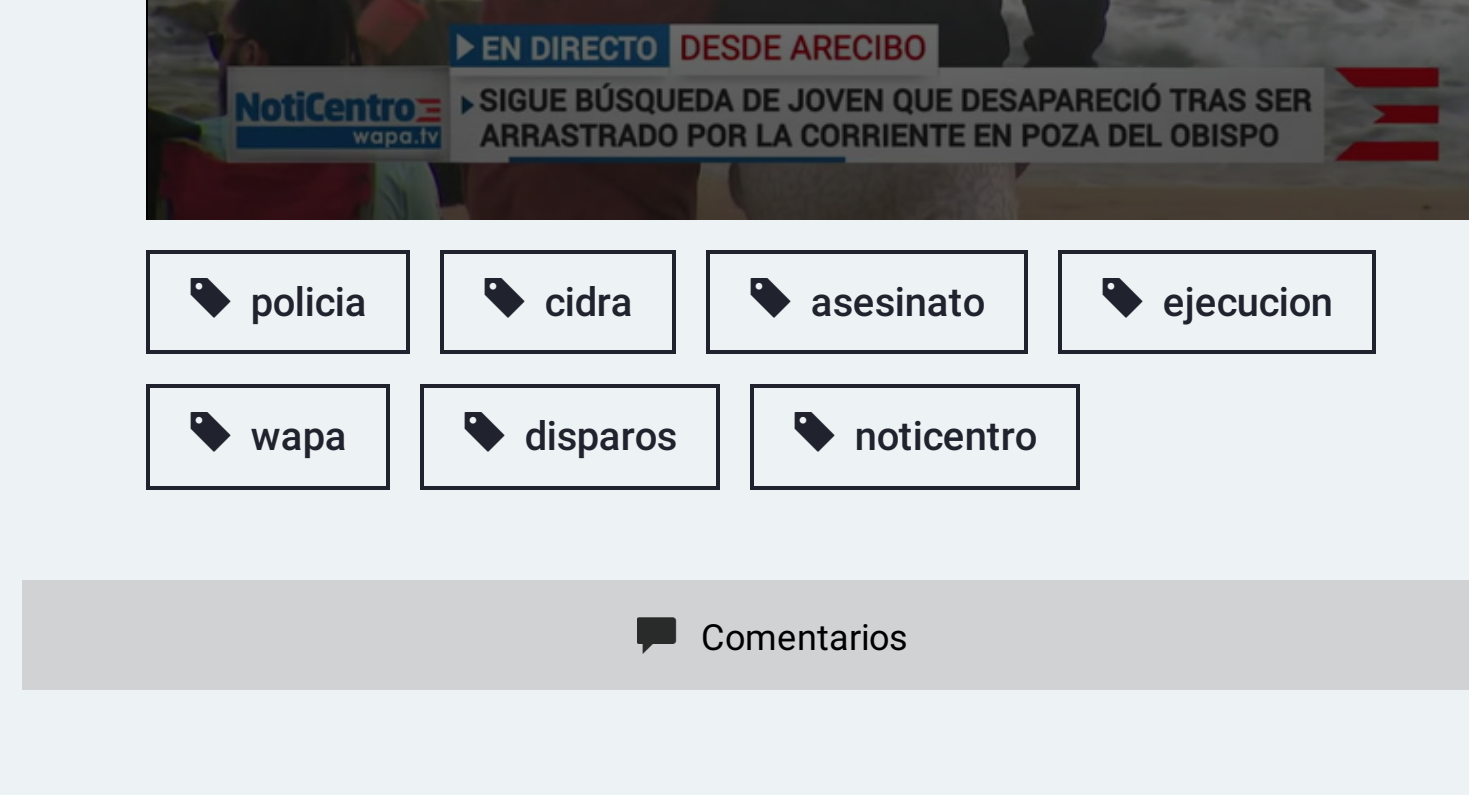 EN DIRECTO DESDE ARECIBO
NotiCentro
wapa.tv
SIGUE BÚSQUEDA DE JOVEN QUE DESAPARECIÓ TRAS SER
ARRASTRADO POR LA CORRIENTE EN POZA DEL OBISPO
policia cidra asesinato ejecucion
wapa disparos noticentro
Comentarios